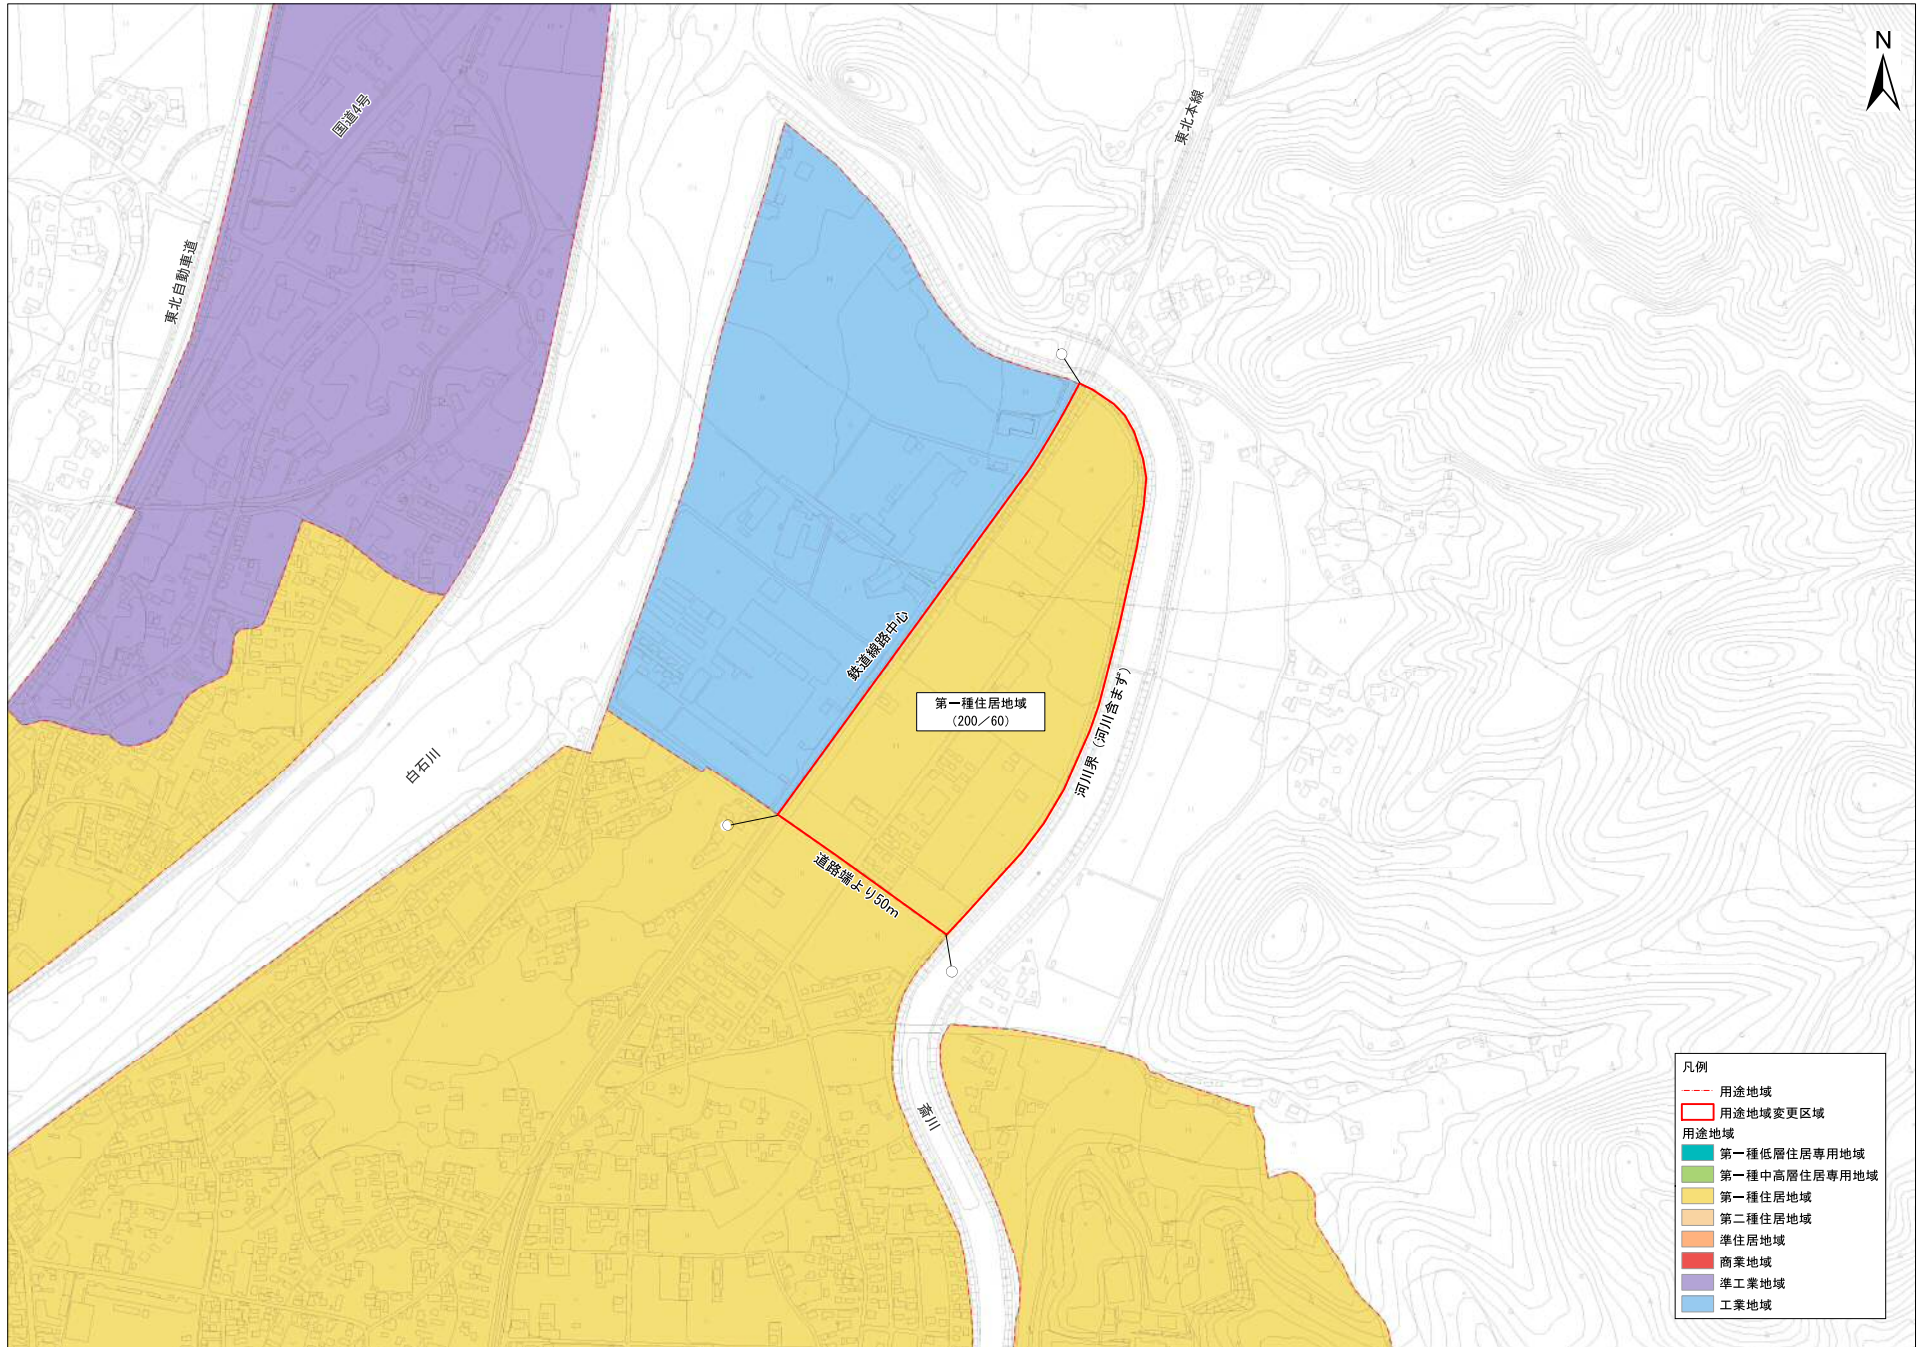 N
国道4号
東北本線
東北自動車道
鉄道線路中心
第一種住居地域
(200/60)
河川界(河川含まず)
白石川
道路端より50m
斎川
凡例
用途地域
用途地域変更区域
用途地域
第一種低層住居専用地域
第一種中高層住居専用地域
第一種住居地域
第二種住居地域
準住居地域
商業地域
準工業地域
工業地域